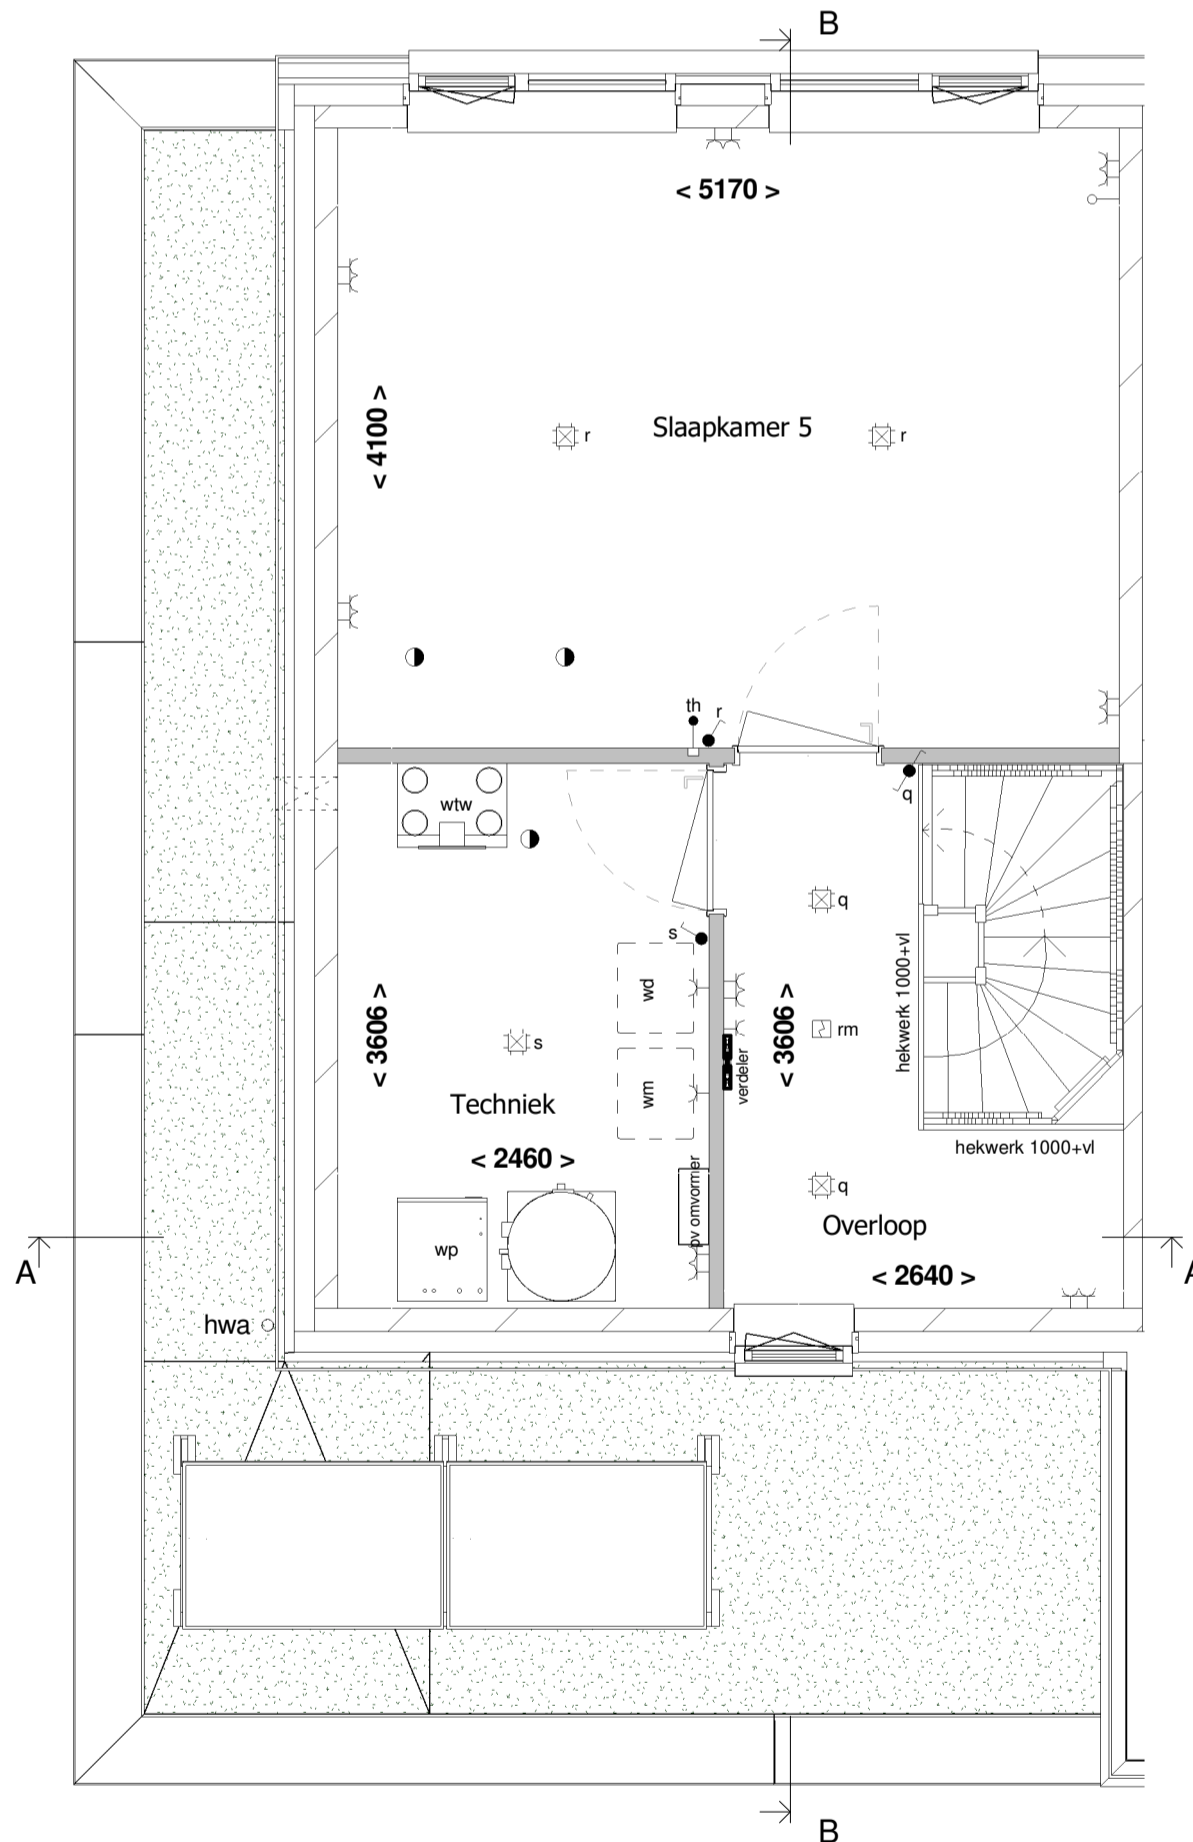 B
< 5170 >
< 4100 >
r
Slaapkamer 5
r
th
r
q
wtw
q
s
wd
hekwerk 1000+vl
< 3606 >
s
< 3606 >
rm
verdeler
wm
Techniek
hekwerk 1000+vl
< 2460 >
pv omvormer
q
Overloop
wp
A
A
< 2640 >
hwa
B